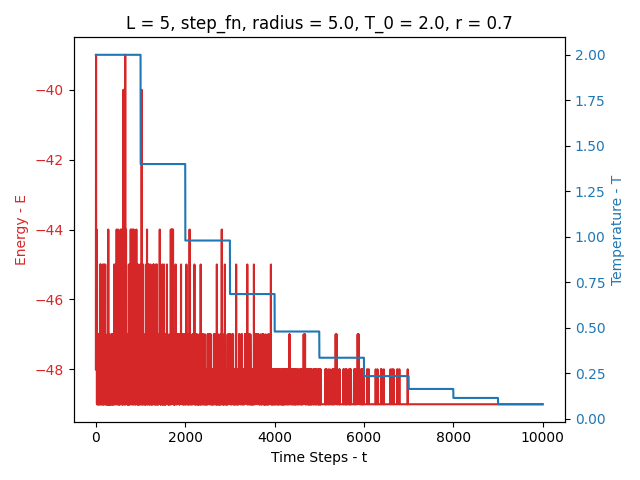 L = 5, step_fn, radius = 5.0, T_0 = 2.0, r = 0.7
Energy - E
−40
−42
−44
−46
−48
2.00
1.75
1.50
1.25
1.00
0.75
0.50
0.25
0.00
Temperature - T
0 2000 4000 6000 8000 10000
Time Steps - t